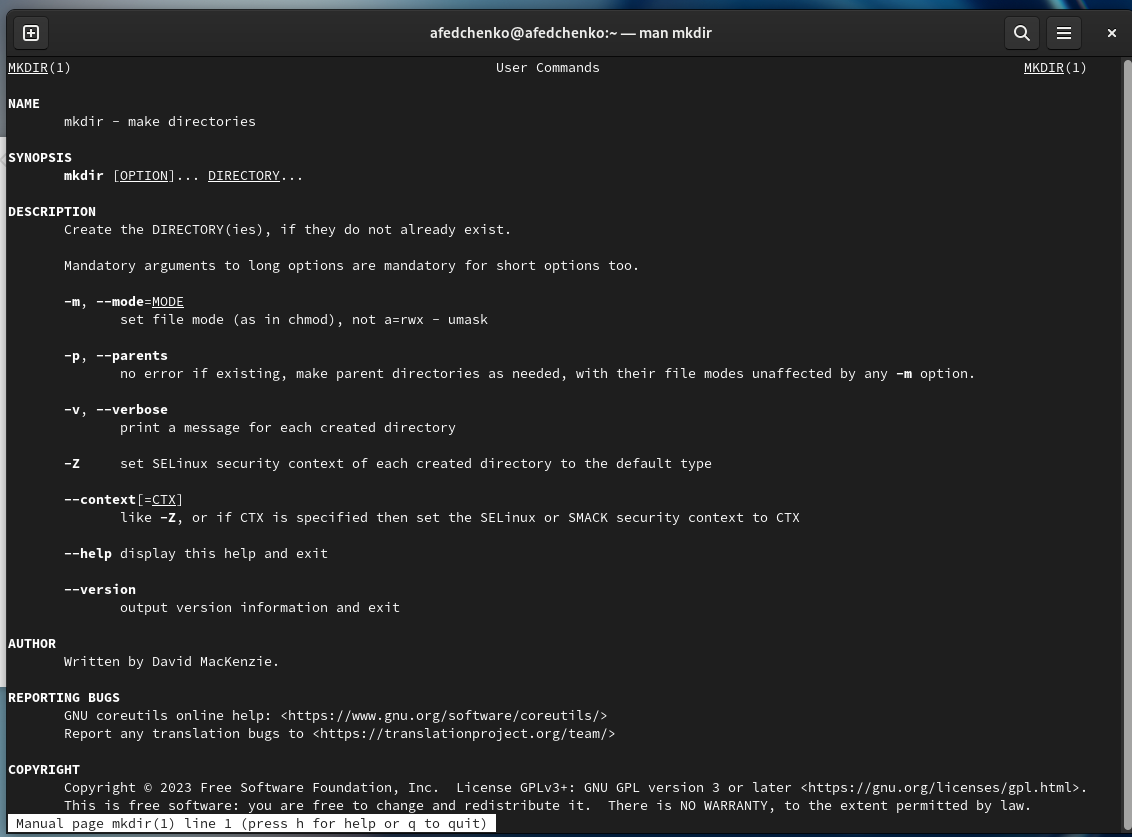 afedchenko@afedchenko:~ — man mkdir
MKDIR(1) User Commands MKDIR(1)
NAME
mkdir - make directories
SYNOPSIS
mkdir [OPTION]... DIRECTORY...
DESCRIPTION
Create the DIRECTORY(ies), if they do not already exist.
Mandatory arguments to long options are mandatory for short options too.
-m, --mode=MODE
set file mode (as in chmod), not a=rwx - umask
-p, --parents
no error if existing, make parent directories as needed, with their file modes unaffected by any -m option.
-v, --verbose
print a message for each created directory
-Z set SELinux security context of each created directory to the default type
--context[=CTX]
like -Z, or if CTX is specified then set the SELinux or SMACK security context to CTX
--help display this help and exit
--version
output version information and exit
AUTHOR
Written by David MacKenzie.
REPORTING BUGS
GNU coreutils online help: <https://www.gnu.org/software/coreutils/>
Report any translation bugs to <https://translationproject.org/team/>
COPYRIGHT
Copyright © 2023 Free Software Foundation, Inc. License GPLv3+: GNU GPL version 3 or later <https://gnu.org/licenses/gpl.html>.
This is free software: you are free to change and redistribute it. There is NO WARRANTY, to the extent permitted by law.
Manual page mkdir(1) line 1 (press h for help or q to quit)